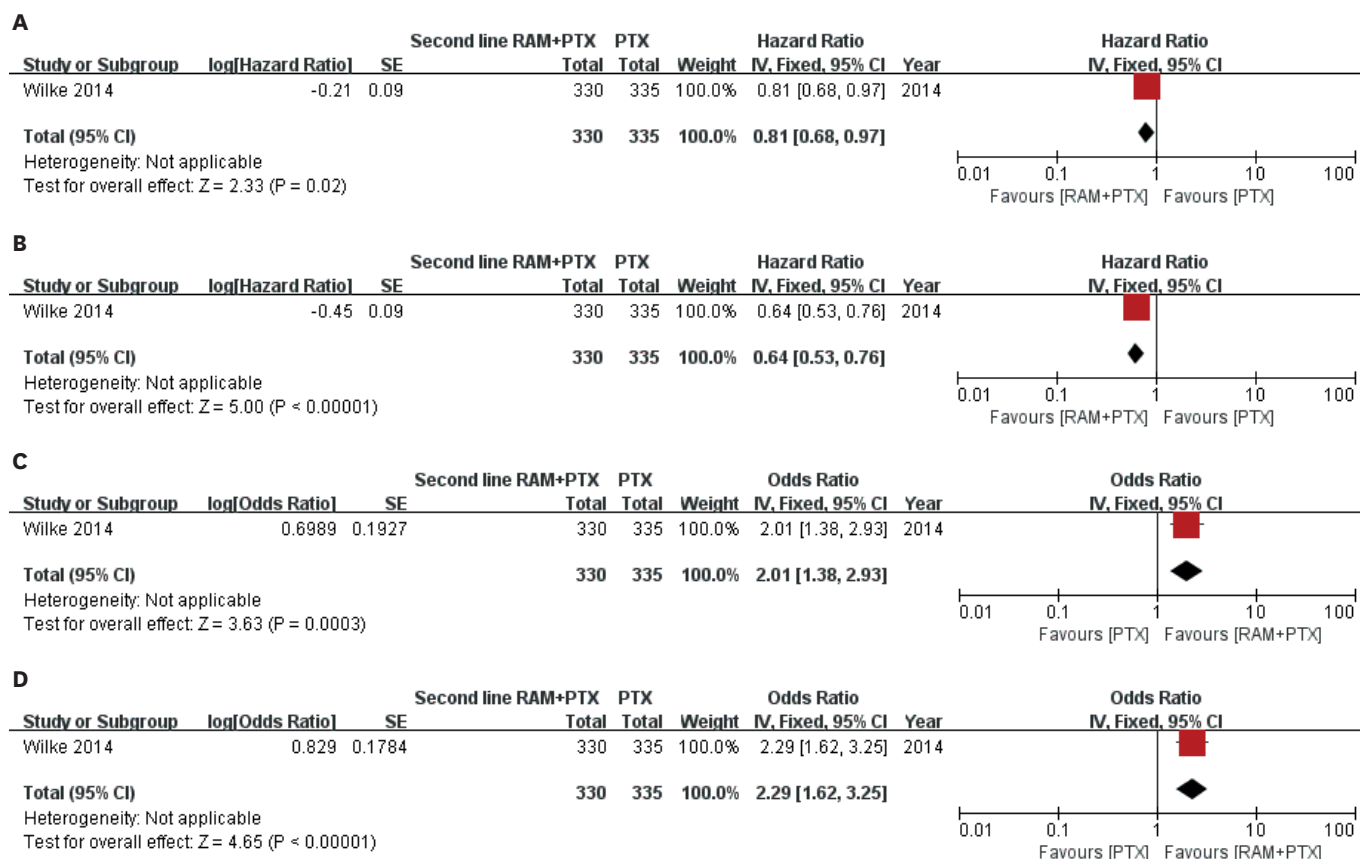 A
Second line RAM+PTX PTX Hazard Ratio Hazard Ratio
Study or Subgroup log[Hazard Ratio] SE Total Total Weight IV, Fixed, 95% CI Year IV, Fixed, 95% CI
Wilke 2014 -0.21 0.09 330 335 100.0% 0.81 [0.68, 0.97] 2014
Total (95% CI) 330 335 100.0% 0.81 [0.68, 0.97]
Heterogeneity: Not applicable
Test for overall effect: Z = 2.33 (P = 0.02)
0.01 0.1 1 10 100
Favours [RAM+PTX] Favours [PTX]
B
Second line RAM+PTX PTX Hazard Ratio Hazard Ratio
Study or Subgroup log[Hazard Ratio] SE Total Total Weight IV, Fixed, 95% CI Year IV, Fixed, 95% CI
Wilke 2014 -0.45 0.09 330 335 100.0% 0.64 [0.53, 0.76] 2014
Total (95% CI) 330 335 100.0% 0.64 [0.53, 0.76]
Heterogeneity: Not applicable
Test for overall effect: Z = 5.00 (P < 0.00001)
0.01 0.1 1 10 100
Favours [RAM+PTX] Favours [PTX]
C
Second line RAM+PTX PTX Odds Ratio Odds Ratio
Study or Subgroup log[Odds Ratio] SE Total Total Weight IV, Fixed, 95% CI Year IV, Fixed, 95% CI
Wilke 2014 0.6989 0.1927 330 335 100.0% 2.01 [1.38, 2.93] 2014
Total (95% CI) 330 335 100.0% 2.01 [1.38, 2.93]
Heterogeneity: Not applicable
Test for overall effect: Z = 3.63 (P = 0.0003)
0.01 0.1 1 10 100
Favours [PTX] Favours [RAM+PTX]
D
Second line RAM+PTX PTX Odds Ratio Odds Ratio
Study or Subgroup log[Odds Ratio] SE Total Total Weight IV, Fixed, 95% CI Year IV, Fixed, 95% CI
Wilke 2014 0.829 0.1784 330 335 100.0% 2.29 [1.62, 3.25] 2014
Total (95% CI) 330 335 100.0% 2.29 [1.62, 3.25]
Heterogeneity: Not applicable
Test for overall effect: Z = 4.65 (P < 0.00001)
0.01 0.1 1 10 100
Favours [PTX] Favours [RAM+PTX]